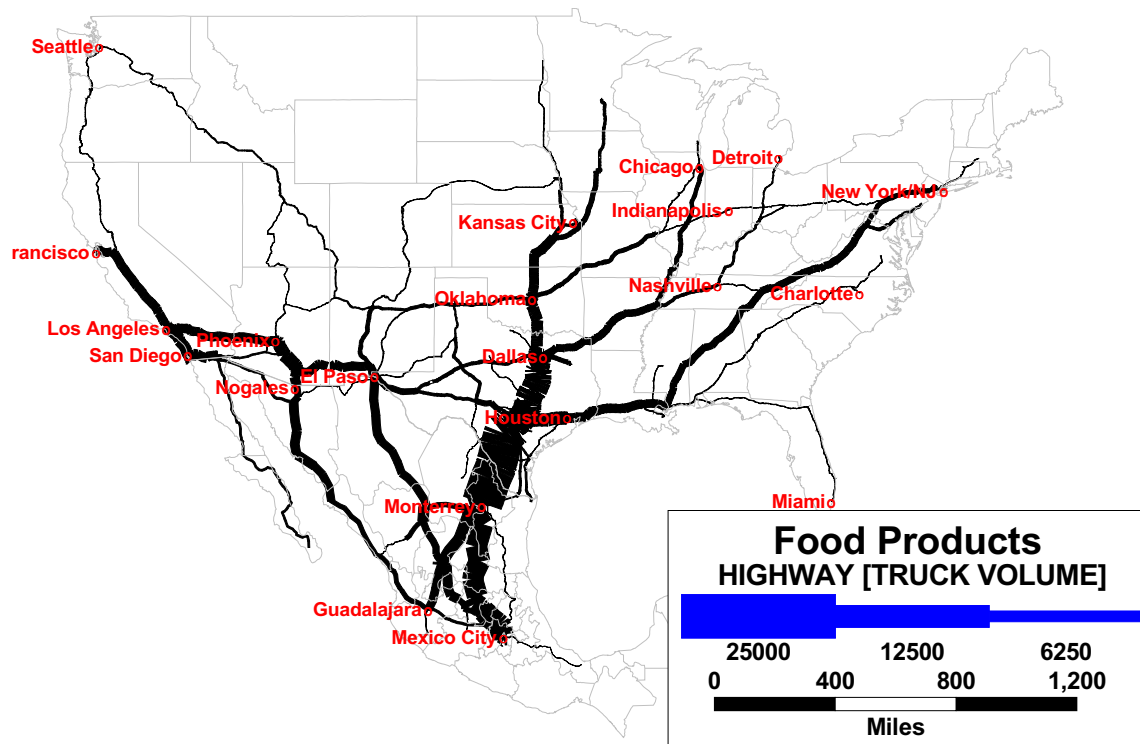 Seattle
Chicago
Detroit
New York/NJ
Indianapolis
Kansas City
rancisco
Nashville
Charlotte
Oklahoma
Los Angeles
Phoenix
San Diego
Dallas
El Paso
Nogales
Houston
Monterrey
Miami
Guadalajara
Mexico City
Food Products
HIGHWAY [TRUCK VOLUME]
25000 12500 6250
0 400 800 1,200
Miles